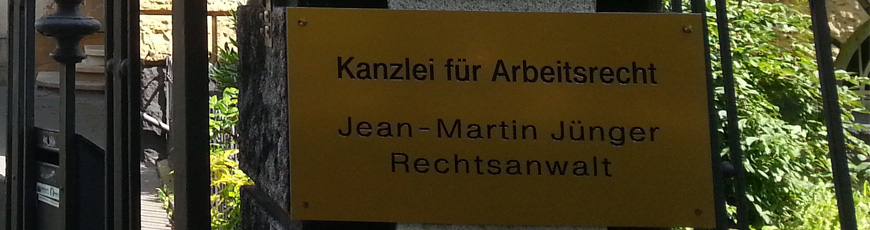 Kanzlei für Arbeitsrecht
Jean-Martin Jünger
Rechtsanwalt